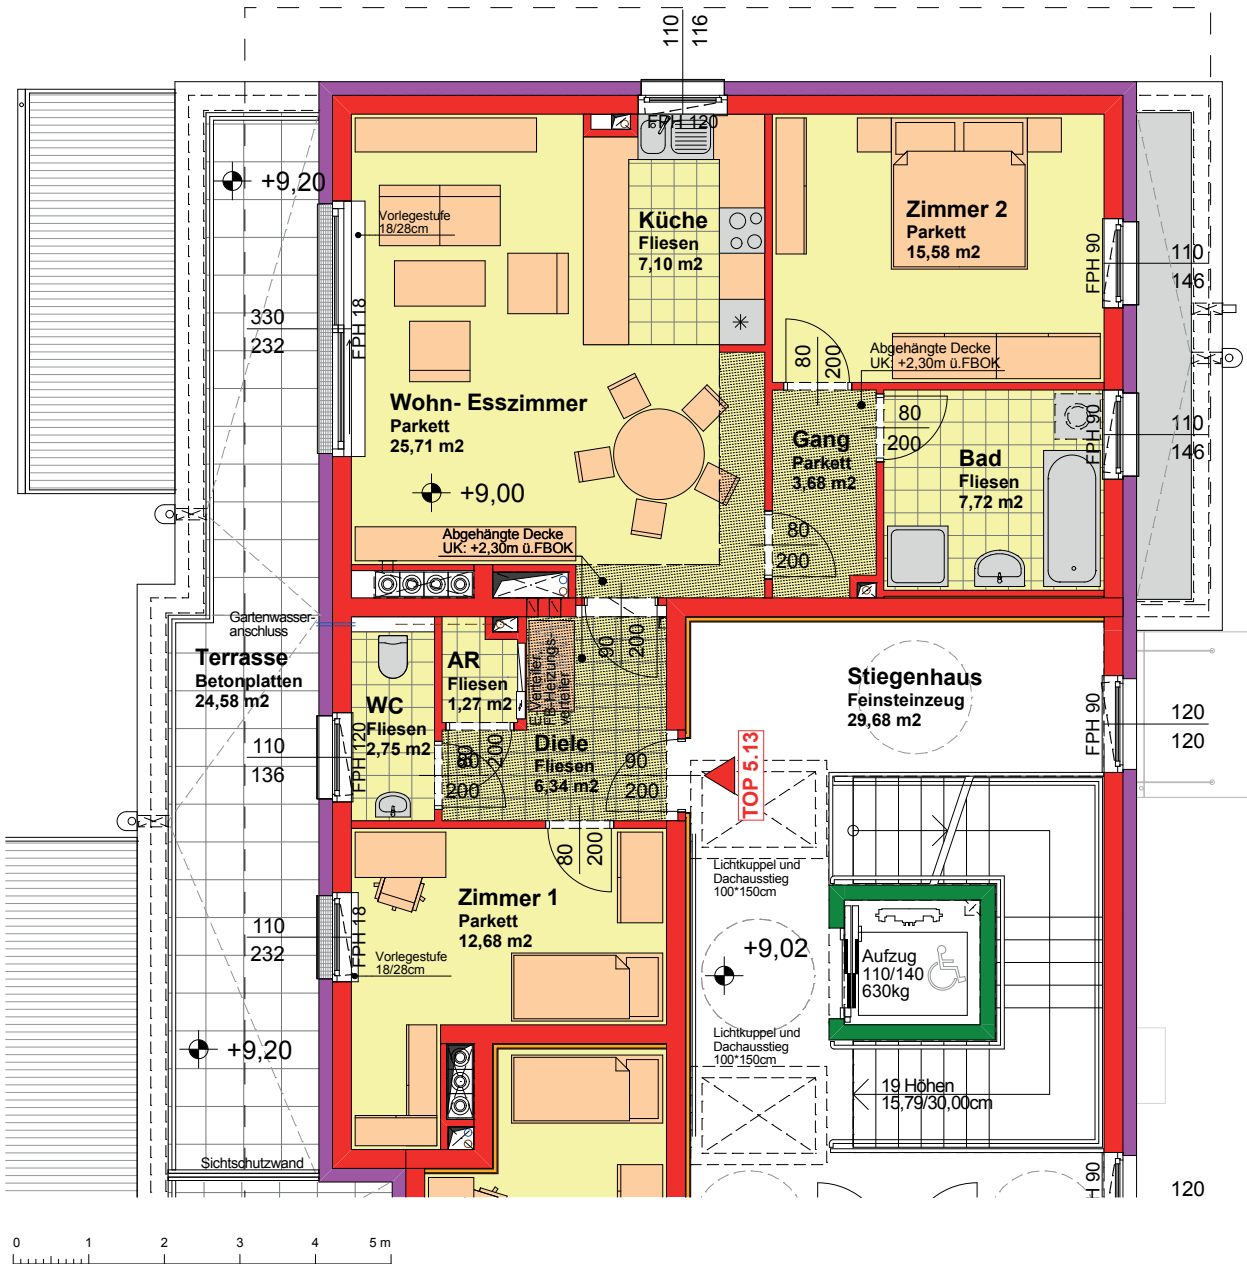 110
116
FPH 120
+9,20
Vorlegestufe
18/28cm
Küche
Fliesen
7,10 m2
Zimmer 2
Parkett
15,58 m2
FPH 90
110
146
330
232
FPH 18
80
200
Abgehängte Decke
UK: +2,30m ü.FBOK
Wohn- Esszimmer
Parkett
25,71 m2
80
200
FPH 90
110
146
Gang
Parkett
3,68 m2
Bad
Fliesen
7,72 m2
+9,00
Abgehängte Decke
UK: +2,30m ü.FBOK
80
200
Gartenwasser-
anschluss
Terrasse
Betonplatten
24,58 m2
WC
Fliesen
2,75 m2
AR
Fliesen
1,27 m2
E-Verteiler
FB-Heizungs-
verteiler
90
200
Stiegenhaus
Feinsteinzeug
29,68 m2
FPH 90
120
120
110
136
FPH 120
80
200
80
200
Diele
Fliesen
6,34 m2
90
200
TOP 5.13
80
200
Lichtkuppel und
Dachausstieg
100*150cm
Zimmer 1
Parkett
12,68 m2
110
232
FPH 18
Vorlegestufe
18/28cm
+9,02
Aufzug
110/140
630kg
+9,20
Lichtkuppel und
Dachausstieg
100*150cm
19 Höhen
15,79/30,00cm
Sichtschutzwand
H 90
120
0 1 2 3 4 5 m